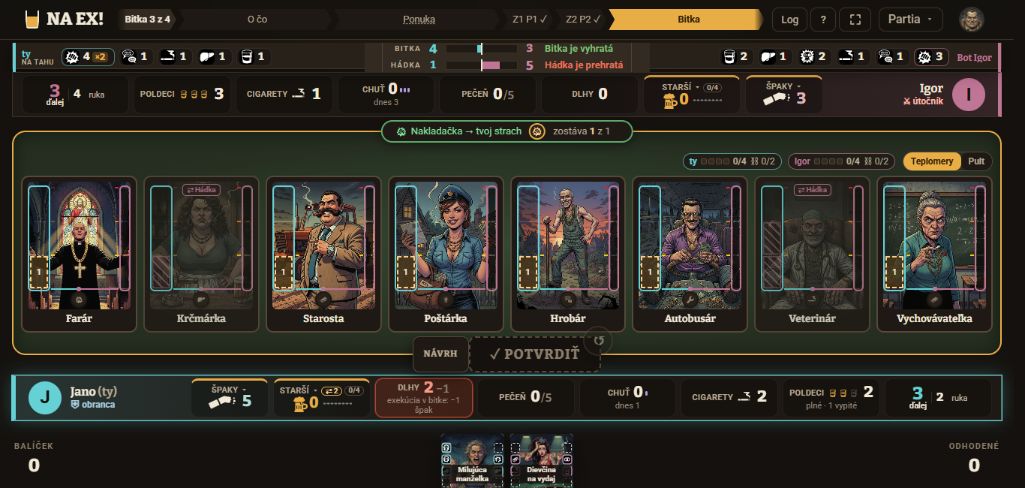 NA EX!
Bitka 3 z 4
O čo
Ponuka
Z1 P1 ✓
Z2 P2 ✓
Bitka
Log
?
Partia
ty
NA ŤAHU
4 ×2
1
1
1
1
BITKA 4 3 Bitka je vyhratá
HÁDKA 1 5 Hádka je prehratá
2
1
2
1
1
3
Bot Igor
3 ďalej 4 ruka
POLDECI 3
CIGARETY 1
CHUŤ 0
dnes 3
PEČEŇ 0/5
DLHY 0
STARŠÍ 0/4
0
ŠPAKY
3
Igor
útočník
I
Nakladačka → tvoj strach zostáva 1 z 1
ty 0/4 0/2
Igor 0/4 0/2
Teplomery
Pult
Hádka
Hádka
1
1
1
1
1
1
Farár
Krčmárka
Starosta
Poštárka
Hrobár
Autobusár
Veterinár
Vychovávateľka
NÁVRH
✓ POTVRDIŤ
J
Jano (ty)
obranca
ŠPAKY
5
STARŠÍ ⇄2 0/4
0
DLHY 2 −1
exekúcia v bitke: −1
špak
PEČEŇ 0/5
CHUŤ 0
dnes 1
CIGARETY 2
POLDECI 2
plné · 1 vypité
3 ďalej 2 ruka
BALÍČEK
0
Milujúca
manželka
Dievčina
na vydaj
ODHODENÉ
0